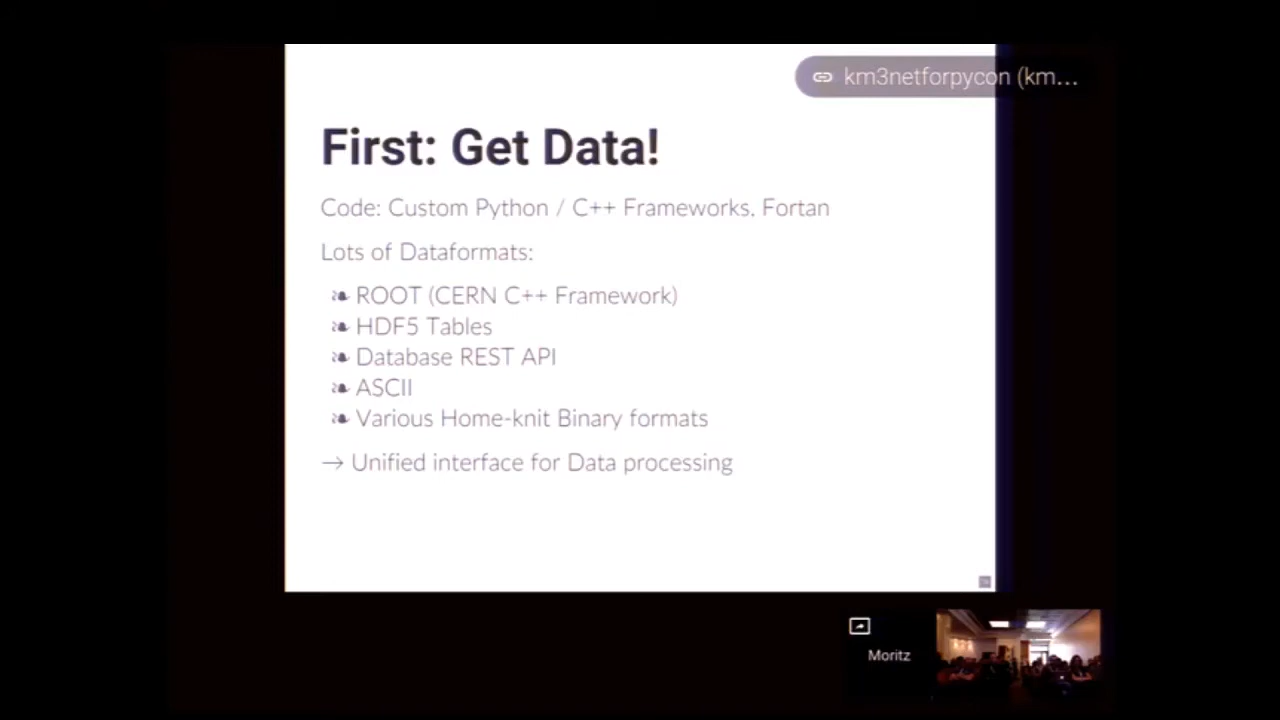 km3netforpycon (km...
First: Get Data!
Code: Custom Python / C++ Frameworks, Fortan
Lots of Dataformats:
ROOT (CERN C++ Framework)
HDF5 Tables
Database REST API
ASCII
Various Home-knit Binary formats
→ Unified interface for Data processing
Moritz